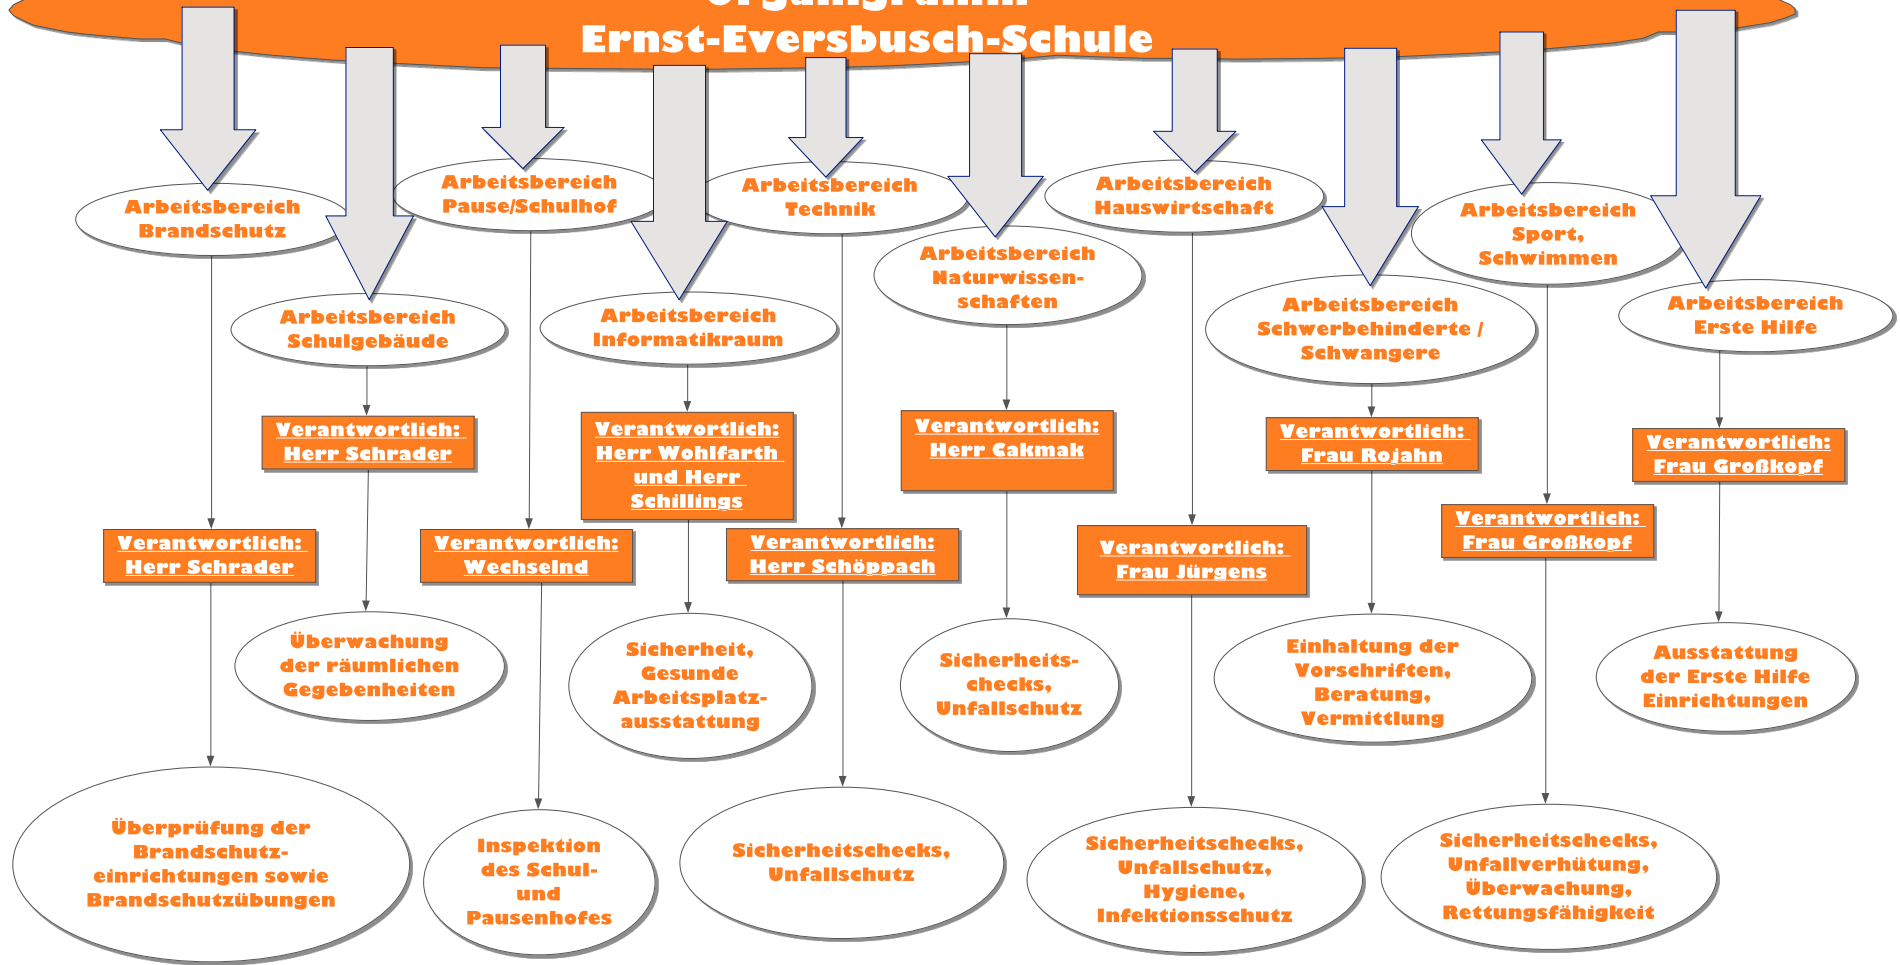 Ernst-Eversbusch-Schule
Arbeitsbereich
Brandschutz
Verantwortlich:
Herr Schrader
Überprüfung der
Brandschutz-
einrichtungen sowie
Brandschutzübungen
Arbeitsbereich
Schulgebäude
Verantwortlich:
Herr Schrader
Überwachung
der räumlichen
Gegebenheiten
Arbeitsbereich
Pause/Schulhof
Verantwortlich:
Wechselnd
Inspektion
des Schul-
und
Pausenhofes
Arbeitsbereich
Informatikraum
Verantwortlich:
Herr Wohlfarth
und Herr
Schillings
Sicherheit,
Gesunde
Arbeitsplatz-
ausstattung
Arbeitsbereich
Technik
Verantwortlich:
Herr Schöppach
Sicherheitschecks,
Unfallschutz
Arbeitsbereich
Naturwissen-
schaften
Verantwortlich:
Herr Cakmak
Sicherheits-
checks,
Unfallschutz
Arbeitsbereich
Hauswirtschaft
Verantwortlich:
Frau Jürgens
Sicherheitschecks,
Unfallschutz,
Hygiene,
Infektionsschutz
Arbeitsbereich
Schwerbehinderte /
Schwangere
Verantwortlich:
Frau Rojahn
Einhaltung der
Vorschriften,
Beratung,
Vermittlung
Arbeitsbereich
Sport,
Schwimmen
Verantwortlich:
Frau Großkopf
Sicherheitschecks,
Unfallverhütung,
Überwachung,
Rettungsfähigkeit
Arbeitsbereich
Erste Hilfe
Verantwortlich:
Frau Großkopf
Ausstattung
der Erste Hilfe
Einrichtungen